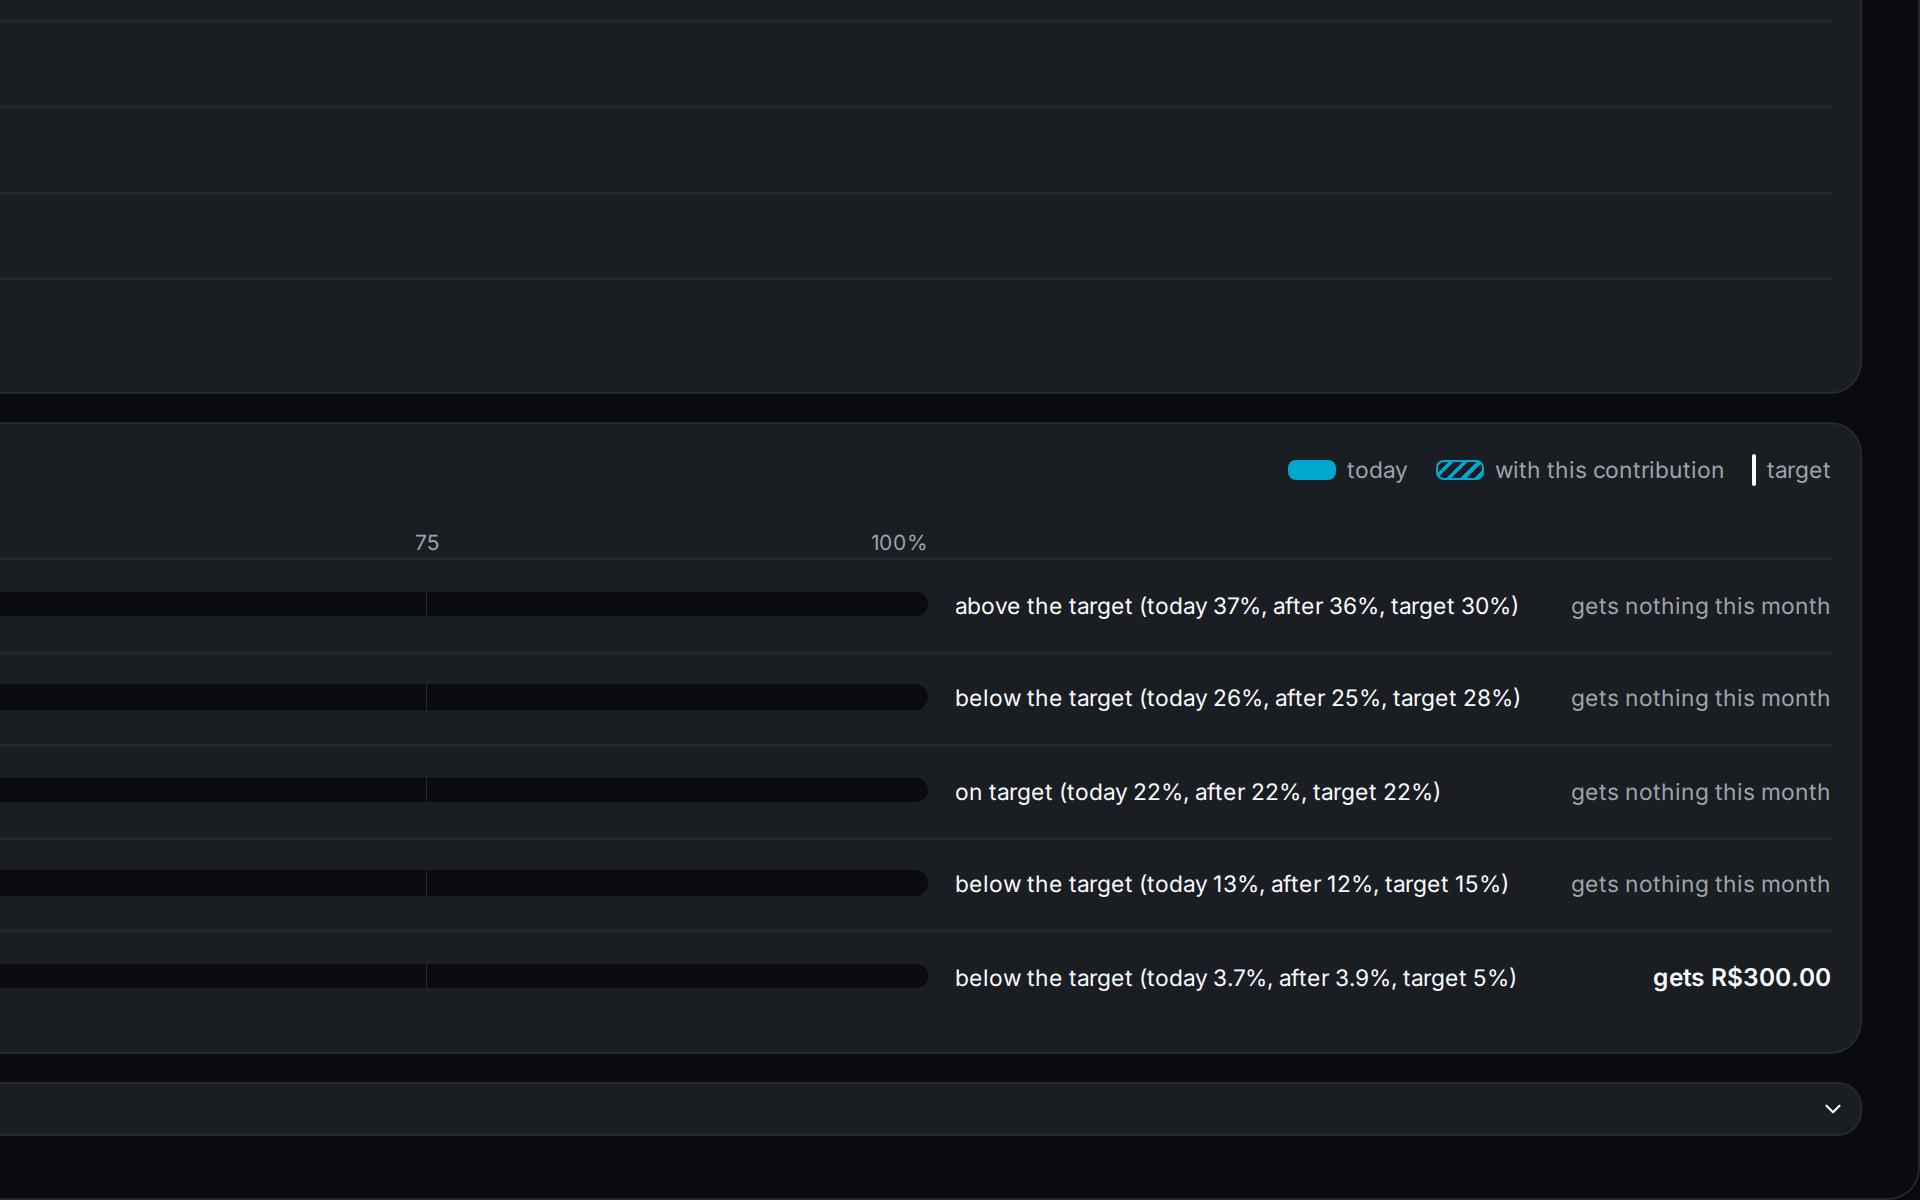 today with this contribution target
75 100%
above the target (today 37%, after 36%, target 30%) gets nothing this month
below the target (today 26%, after 25%, target 28%) gets nothing this month
on target (today 22%, after 22%, target 22%) gets nothing this month
below the target (today 13%, after 12%, target 15%) gets nothing this month
below the target (today 3.7%, after 3.9%, target 5%) gets R$300.00